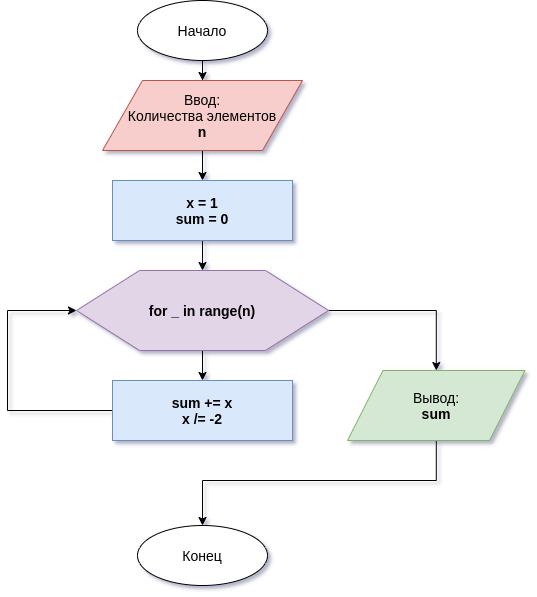 Начало
Ввод:
Количества элементов
n
x = 1
sum = 0
for _ in range(n)
sum += x
x /= -2
Вывод:
sum
Конец